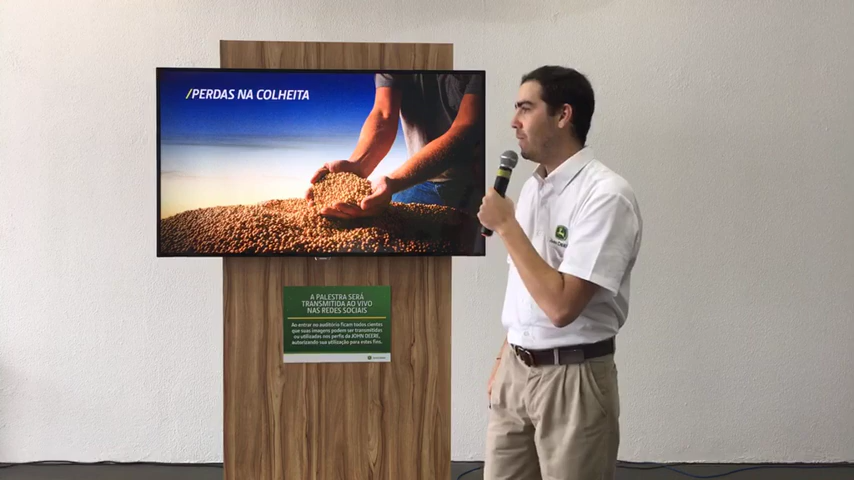 /PERDAS NA COLHEITA
A PALESTRA SERÁ
TRANSMITIDA AO VIVO
NAS REDES SOCIAIS
Ao entrar no auditório ficam todos cientes
que suas imagens podem ser transmitidas
ou utilizadas nos perfis da JOHN DEERE,
autorizando sua utilização para estes fins.